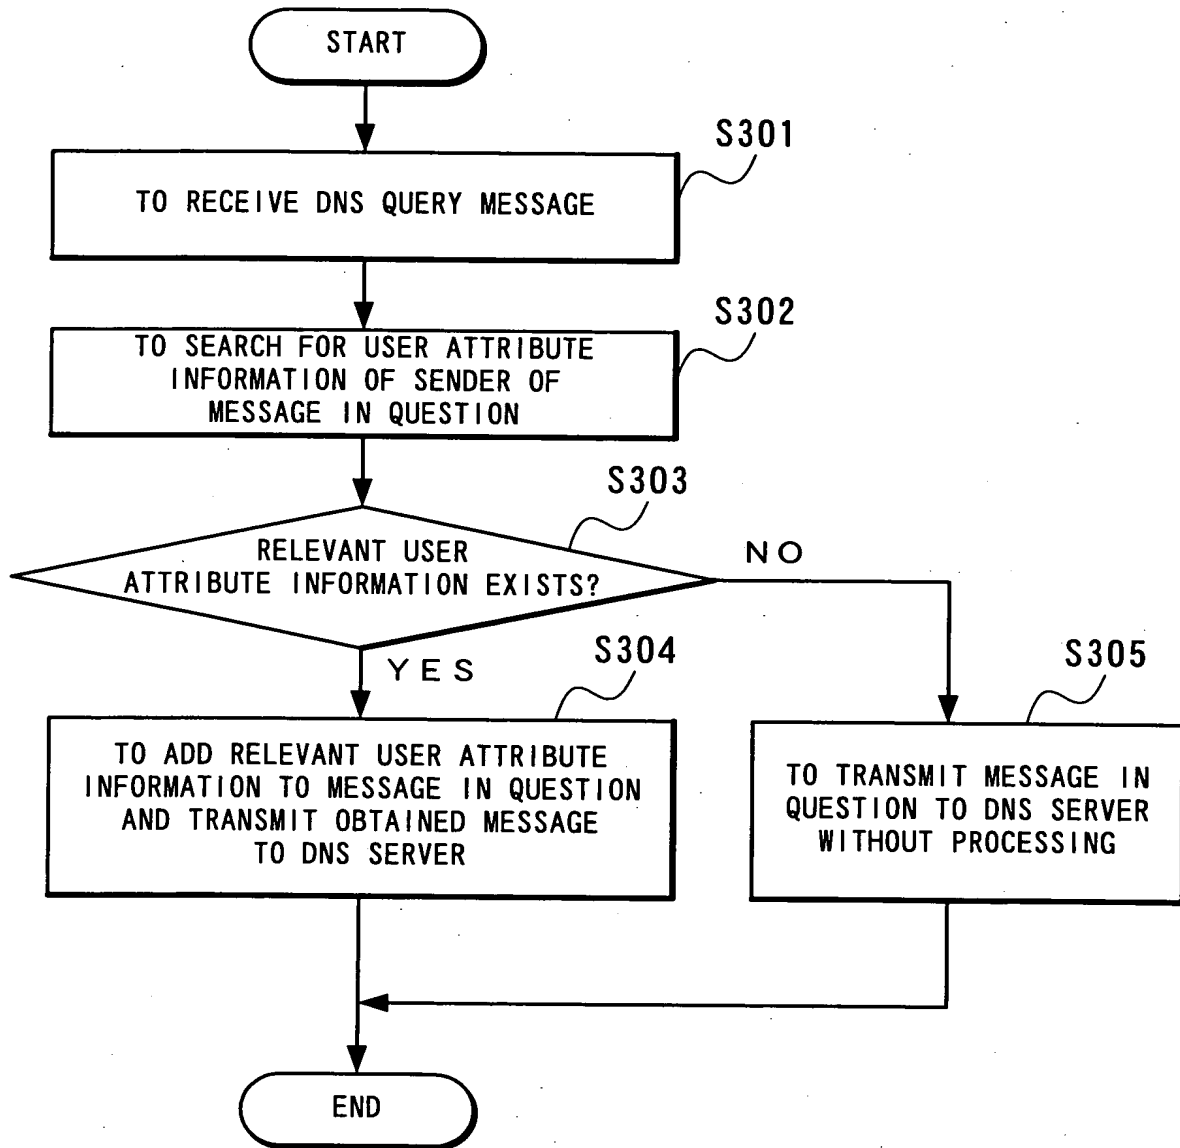 START
S301
TO RECEIVE DNS QUERY MESSAGE
S302
TO SEARCH FOR USER ATTRIBUTE
INFORMATION OF SENDER OF
MESSAGE IN QUESTION
S303
RELEVANT USER
ATTRIBUTE INFORMATION EXISTS?
NO
YES
S304
TO ADD RELEVANT USER ATTRIBUTE
INFORMATION TO MESSAGE IN QUESTION
AND TRANSMIT OBTAINED MESSAGE
TO DNS SERVER
S305
TO TRANSMIT MESSAGE IN
QUESTION TO DNS SERVER
WITHOUT PROCESSING
END